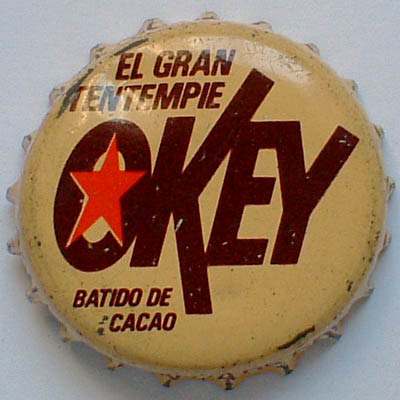 EL GRAN
TENTEMPIE
OKEY
BATIDO DE
CACAO